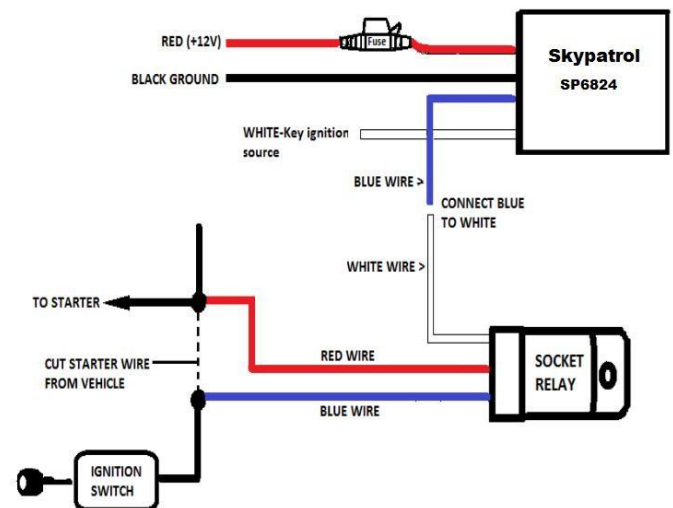 RED (+12V)
Fuse
Skypatrol
SP6824
BLACK GROUND
WHITE-Key ignition
source
BLUE WIRE >
CONNECT BLUE
TO WHITE
WHITE WIRE >
TO STARTER
RED WIRE
SOCKET
RELAY
CUT STARTER WIRE
FROM VEHICLE
BLUE WIRE
IGNITION
SWITCH